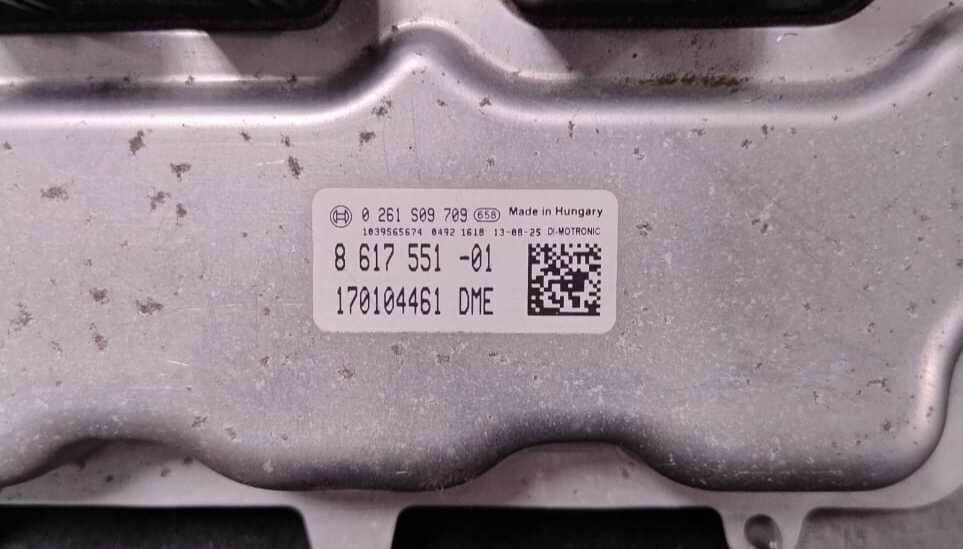 0 261 S09 709 658 Made in Hungary
1039S65674 0492 1618 13-08-25 DI-MOTRONIC
8 617 551 -01
170104461 DME